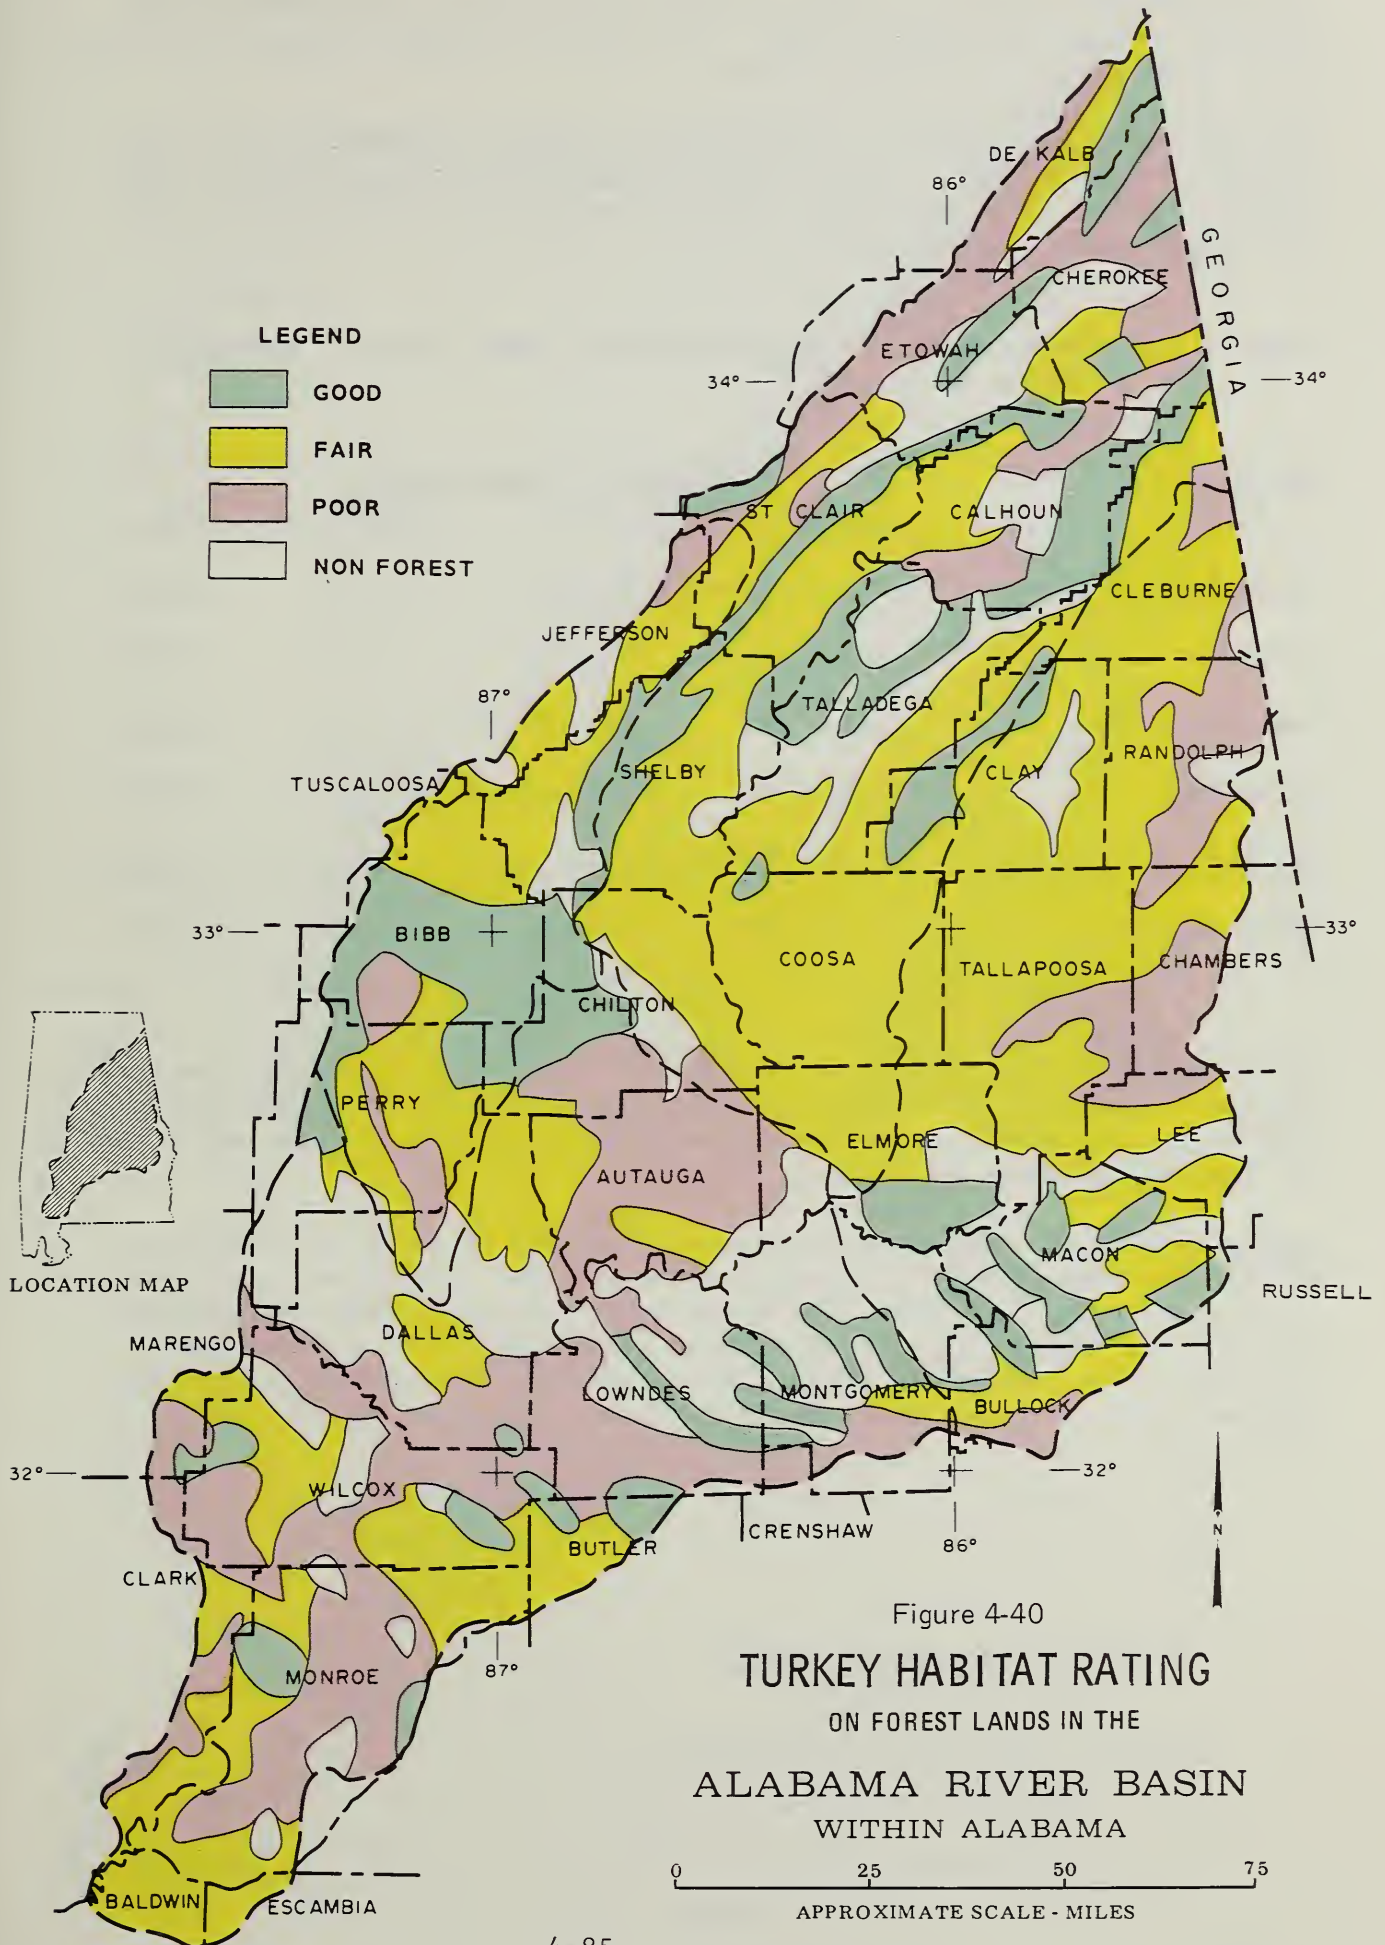 DE KALB
86°
GEORGIA
CHEROKEE
LEGEND
GOOD
FAIR
POOR
NON FOREST
ETOWAH
34°
34°
ST CLAIR
CALHOUN
CLEBURNE
JEFFERSON
87°
TALLADEGA
SHELBY
CLAY
RANDOLPH
TUSCALOOSA
33°
BIBB
33°
COOSA
TALLAPOOSA
CHAMBERS
CHILTON
PERRY
ELMORE
LEE
AUTAUGA
MACON
LOCATION MAP
RUSSELL
MARENGO
DALLAS
LOWNDES
MONTGOMERY
BULLOCK
32°
32°
WILCOX
CRENSHAW
86°
N
BUTLER
CLARK
87°
MONROE
Figure 4-40
TURKEY HABITAT RATING
ON FOREST LANDS IN THE
ALABAMA RIVER BASIN
WITHIN ALABAMA
0 25 50 75
APPROXIMATE SCALE - MILES
BALDWIN
ESCAMBIA